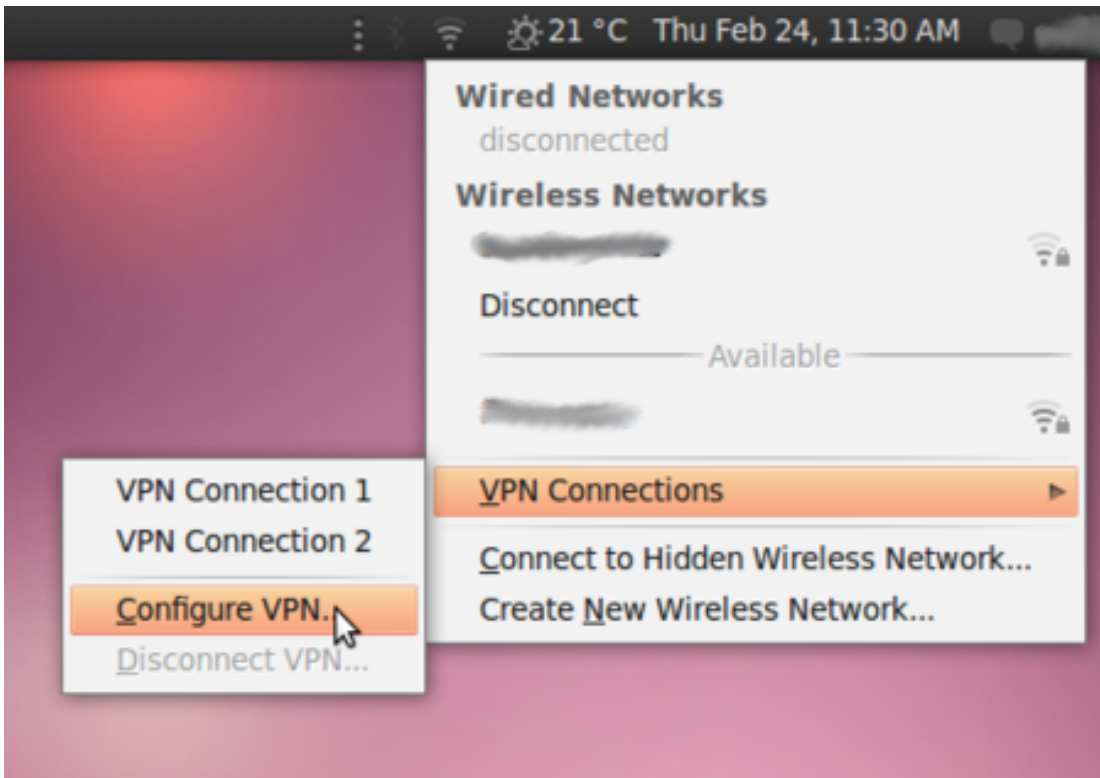 21 °C Thu Feb 24, 11:30 AM
Wired Networks
disconnected
Wireless Networks
Disconnect
Available
VPN Connections
Connect to Hidden Wireless Network...
Create New Wireless Network...
VPN Connection 1
VPN Connection 2
Configure VPN...
Disconnect VPN...